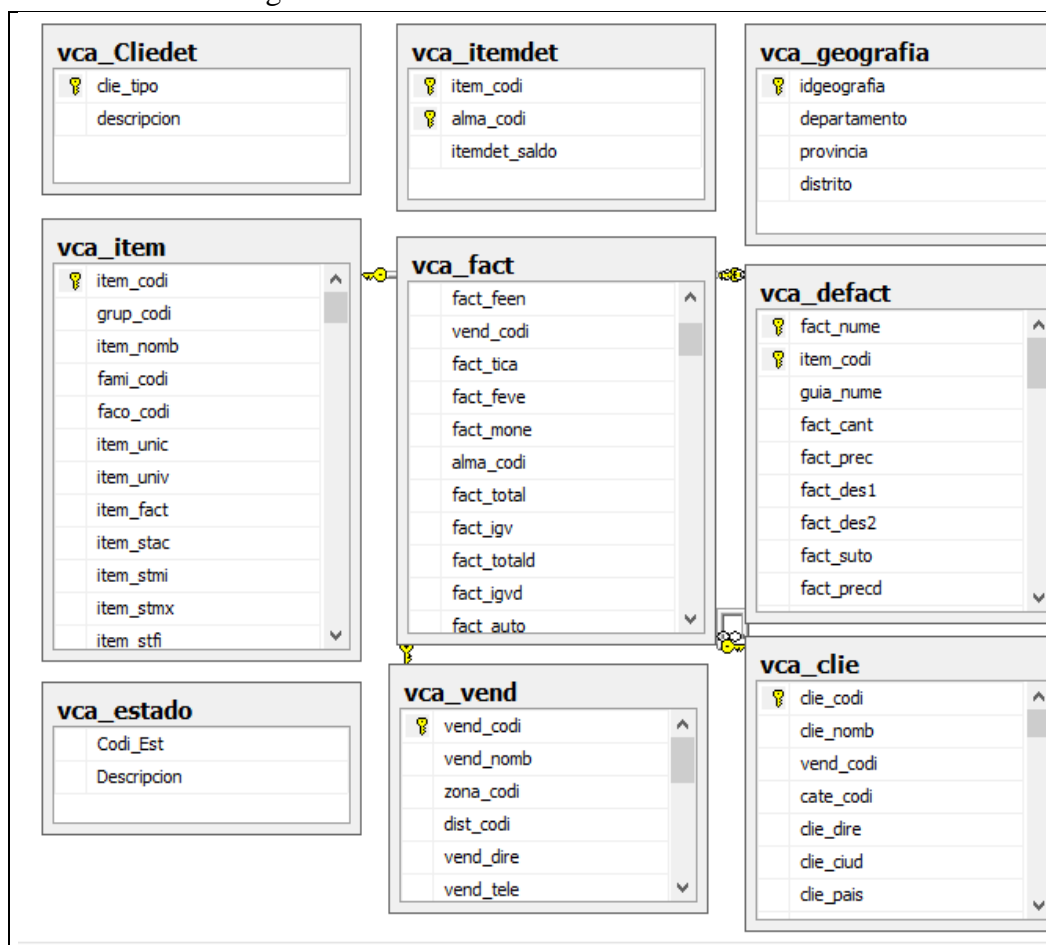 vca_Cliedet
clie_tipo
descripcion
vca_itemdet
item_codi
alma_codi
itemdet_saldo
vca_geografia
idgeografia
departamento
provincia
distrito
vca_item
item_codi
grup_codi
item_nomb
fami_codi
faco_codi
item_unic
item_univ
item_fact
item_stac
item_stmi
item_stmx
item_stfi
vca_fact
fact_feen
vend_codi
fact_tica
fact_feve
fact_mone
alma_codi
fact_total
fact_igv
fact_totald
fact_igvd
fact_auto
vca_defact
fact_nume
item_codi
guia_nume
fact_cant
fact_prec
fact_des1
fact_des2
fact_suto
fact_precd
vca_estado
Codi_Est
Descripcion
vca_vend
vend_codi
vend_nomb
zona_codi
dist_codi
vend_dire
vend_tele
vca_clie
clie_codi
clie_nomb
vend_codi
cate_codi
clie_dire
clie_ciud
clie_pais